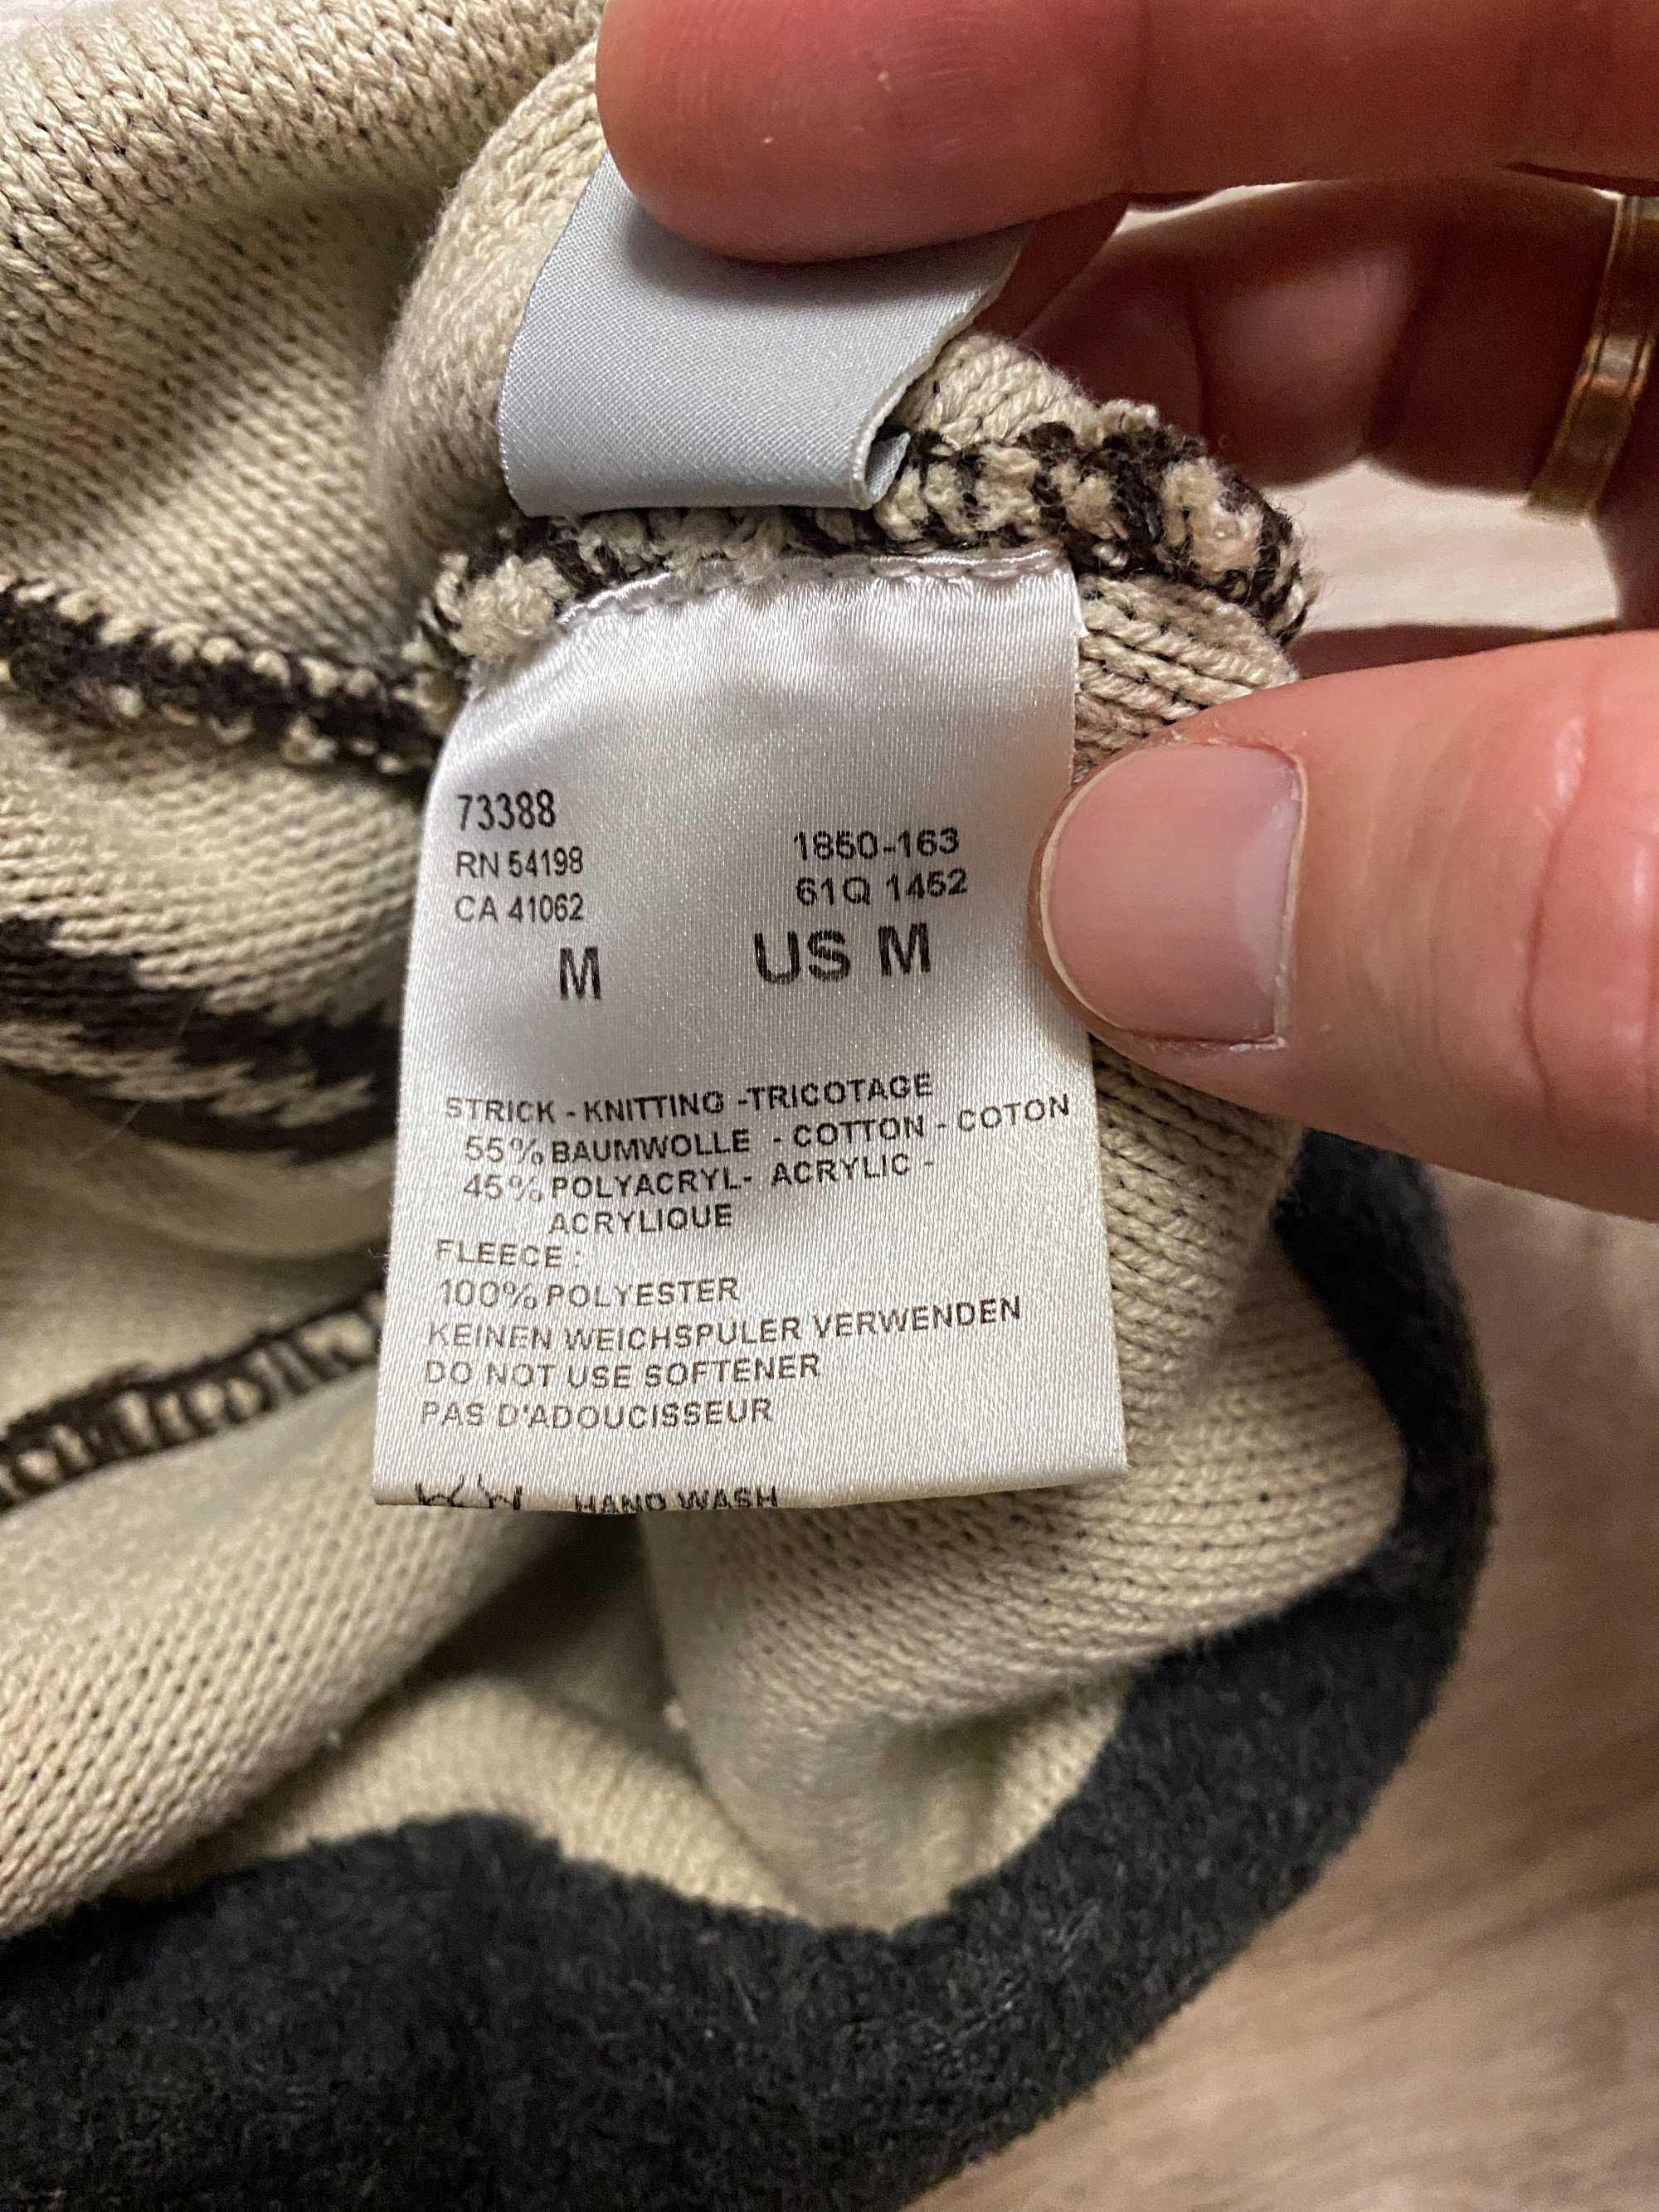 73388
RN 54198
CA 41062
M
1850-163
61Q 1452
US M
STRICK - KNITTING -TRICOTAGE
55% BAUMWOLLE - COTTON - COTON
45% POLYACRYL- ACRYLIC -
ACRYLIQUE
FLEECE :
100% POLYESTER
KEINEN WEICHSPULER VERWENDEN
DO NOT USE SOFTENER
PAS D'ADOUCISSEUR
HAND WASH